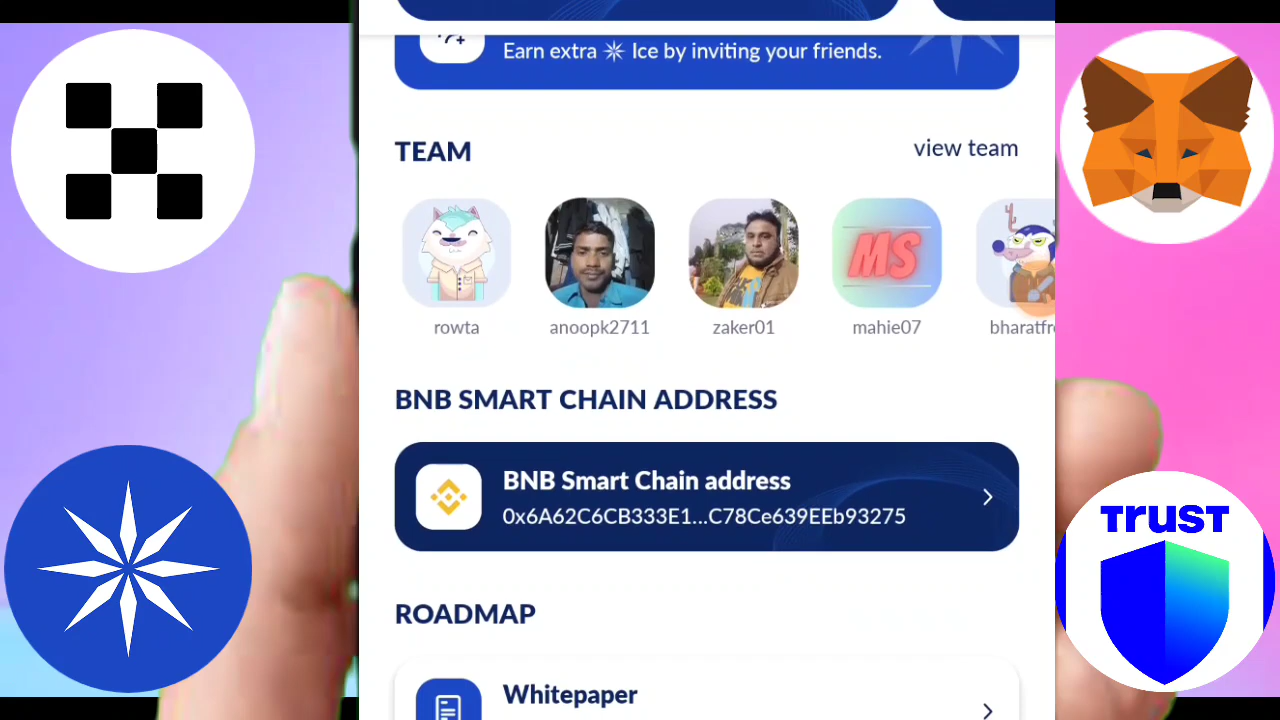 Earn extra Ice by inviting your friends.
TEAM
view team
MS
rowta
anoopk2711
zaker01
mahie07
BNB SMART CHAIN ADDRESS
BNB Smart Chain address
0x6A62C6CB333E1...C78Ce639EEb93275
TRUST
ROADMAP
Whitepaper